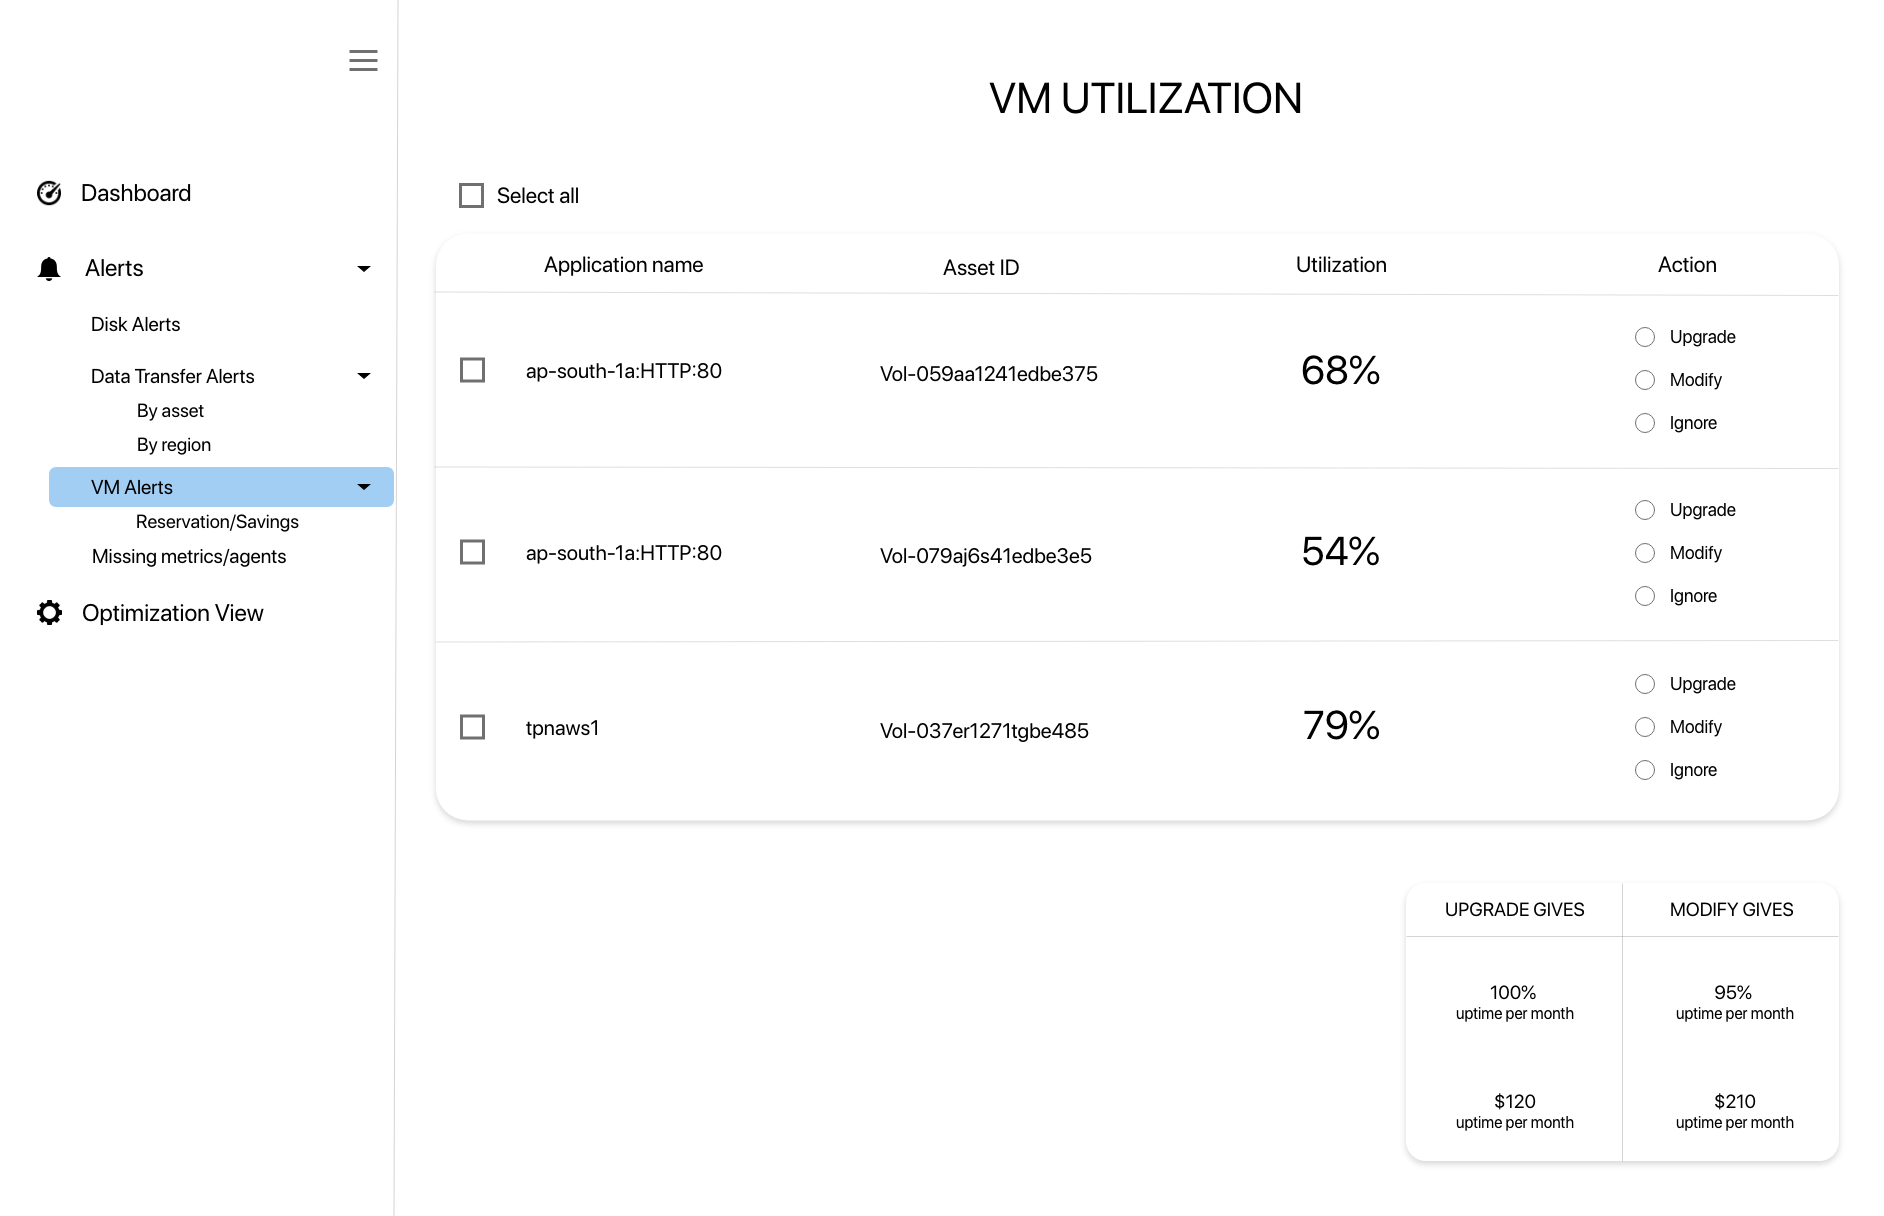 VM UTILIZATION
Dashboard
Alerts
Disk Alerts
Data Transfer Alerts
By asset
By region
VM Alerts
Reservation/Savings
Missing metrics/agents
Optimization View
Select all
Application name Asset ID Utilization Action
ap-south-1a:HTTP:80 Vol-059aa1241edbe375 68%
Upgrade
Modify
Ignore
ap-south-1a:HTTP:80 Vol-079aj6s41edbe3e5 54%
Upgrade
Modify
Ignore
tpnaws1 Vol-037er1271tgbe485 79%
Upgrade
Modify
Ignore
UPGRADE GIVES MODIFY GIVES
100% 95%
uptime per month uptime per month
$120 $210
uptime per month uptime per month